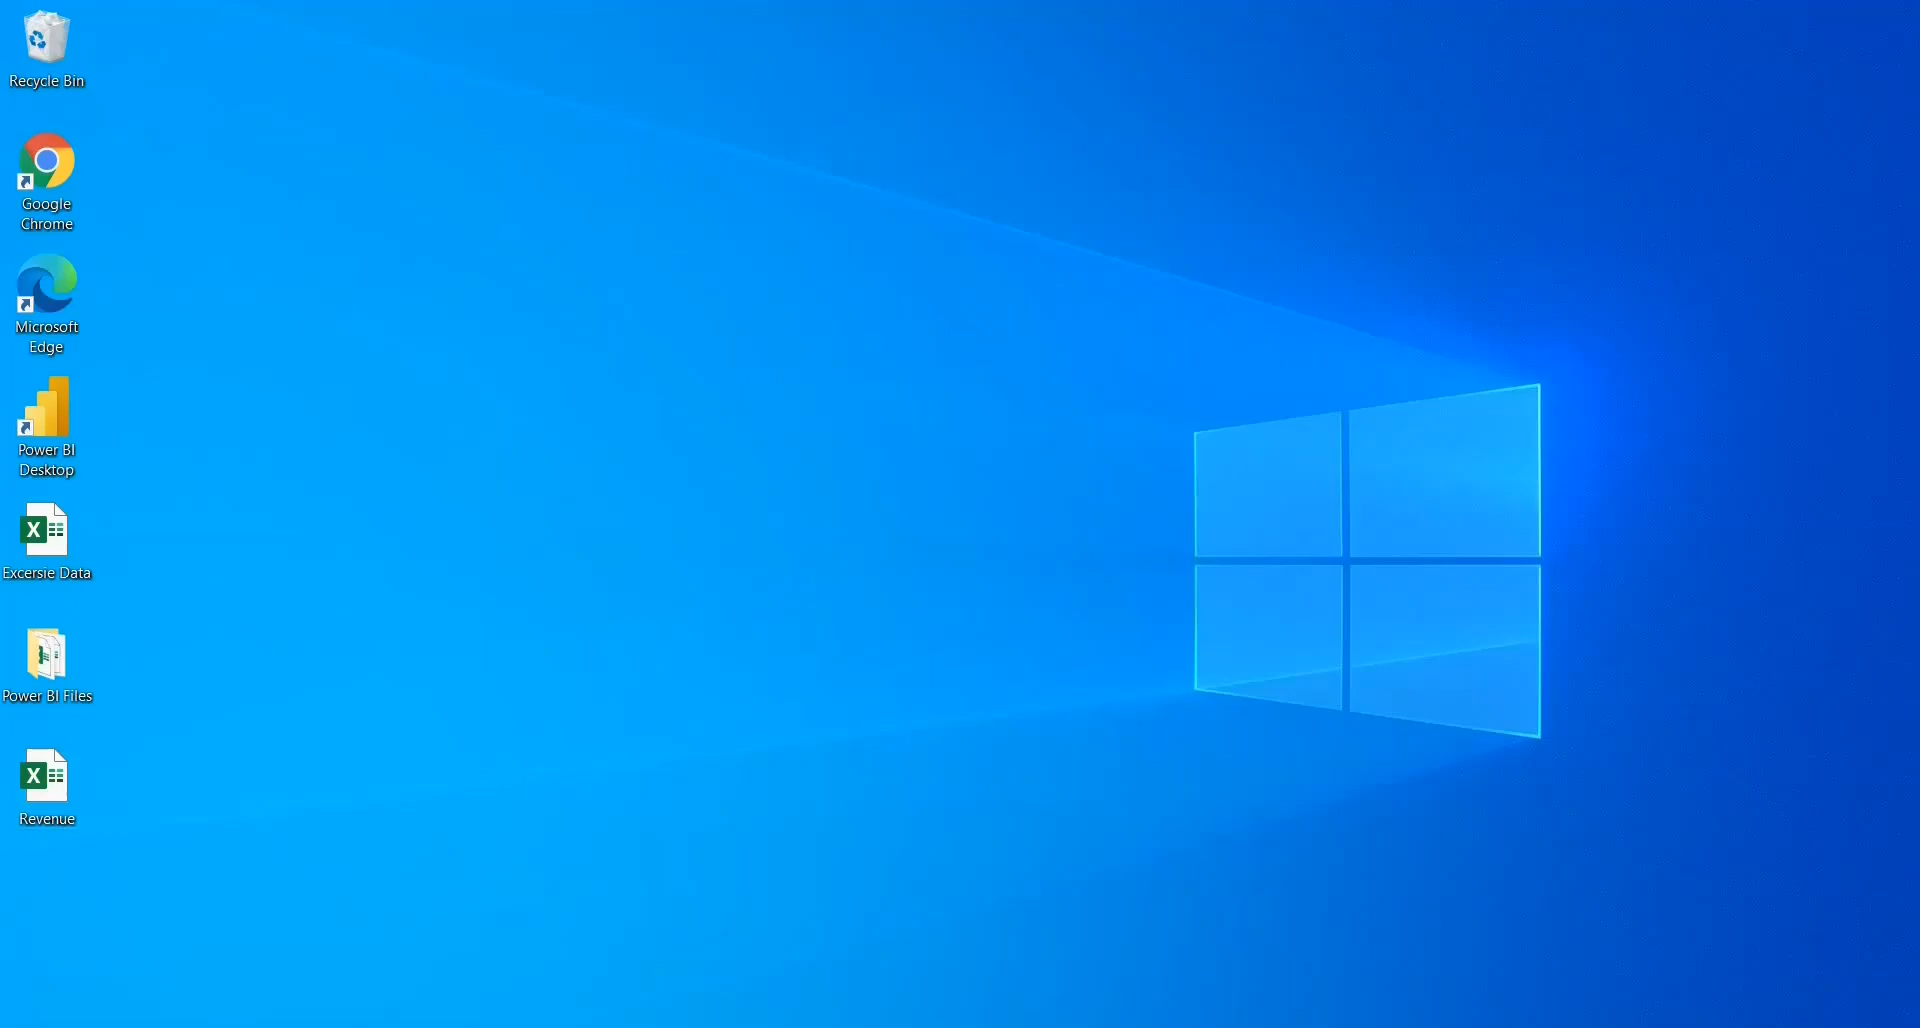 Recycle Bin
Google
Chrome
Microsoft
Edge
Power BI
Desktop
Excersie Data
Power BI Files
Revenue